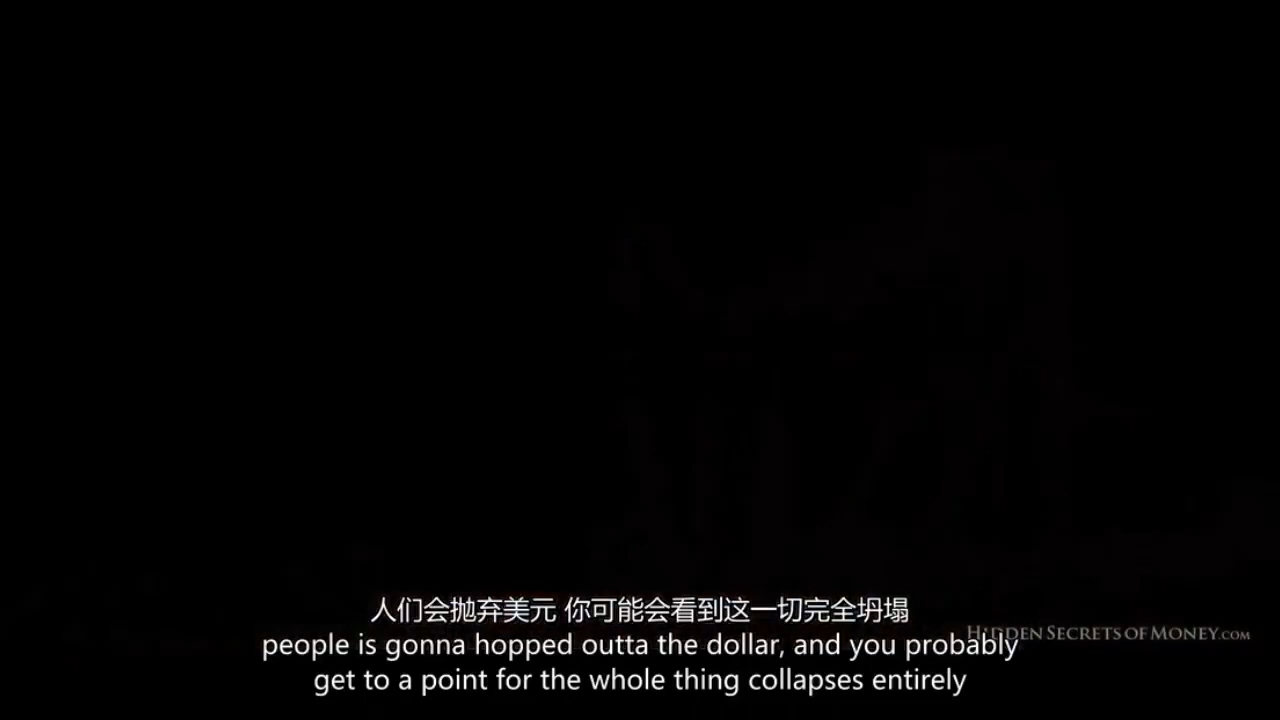 人们会抛弃美元 你可能会看到这一切完全坍塌
HIDDEN SECRETS OF MONEY.COM
people is gonna hopped outta the dollar, and you probably
get to a point for the whole thing collapses entirely